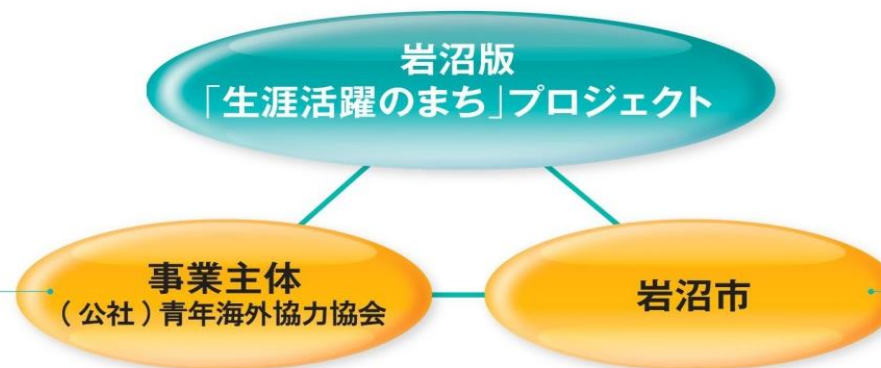 岩沼版
「生涯活躍のまち」プロジェクト
事業主体
（公社）青年海外協力協会
岩沼市